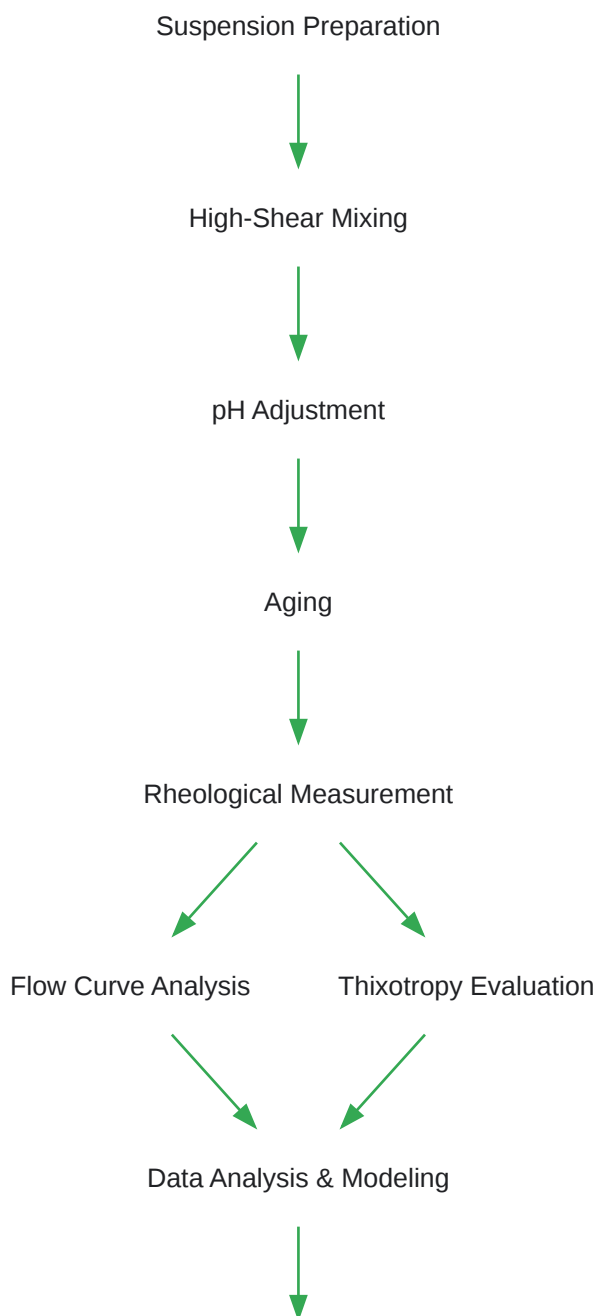 Suspension Preparation
High-Shear Mixing
pH Adjustment
Aging
Rheological Measurement
Flow Curve Analysis
Thixotropy Evaluation
Data Analysis & Modeling